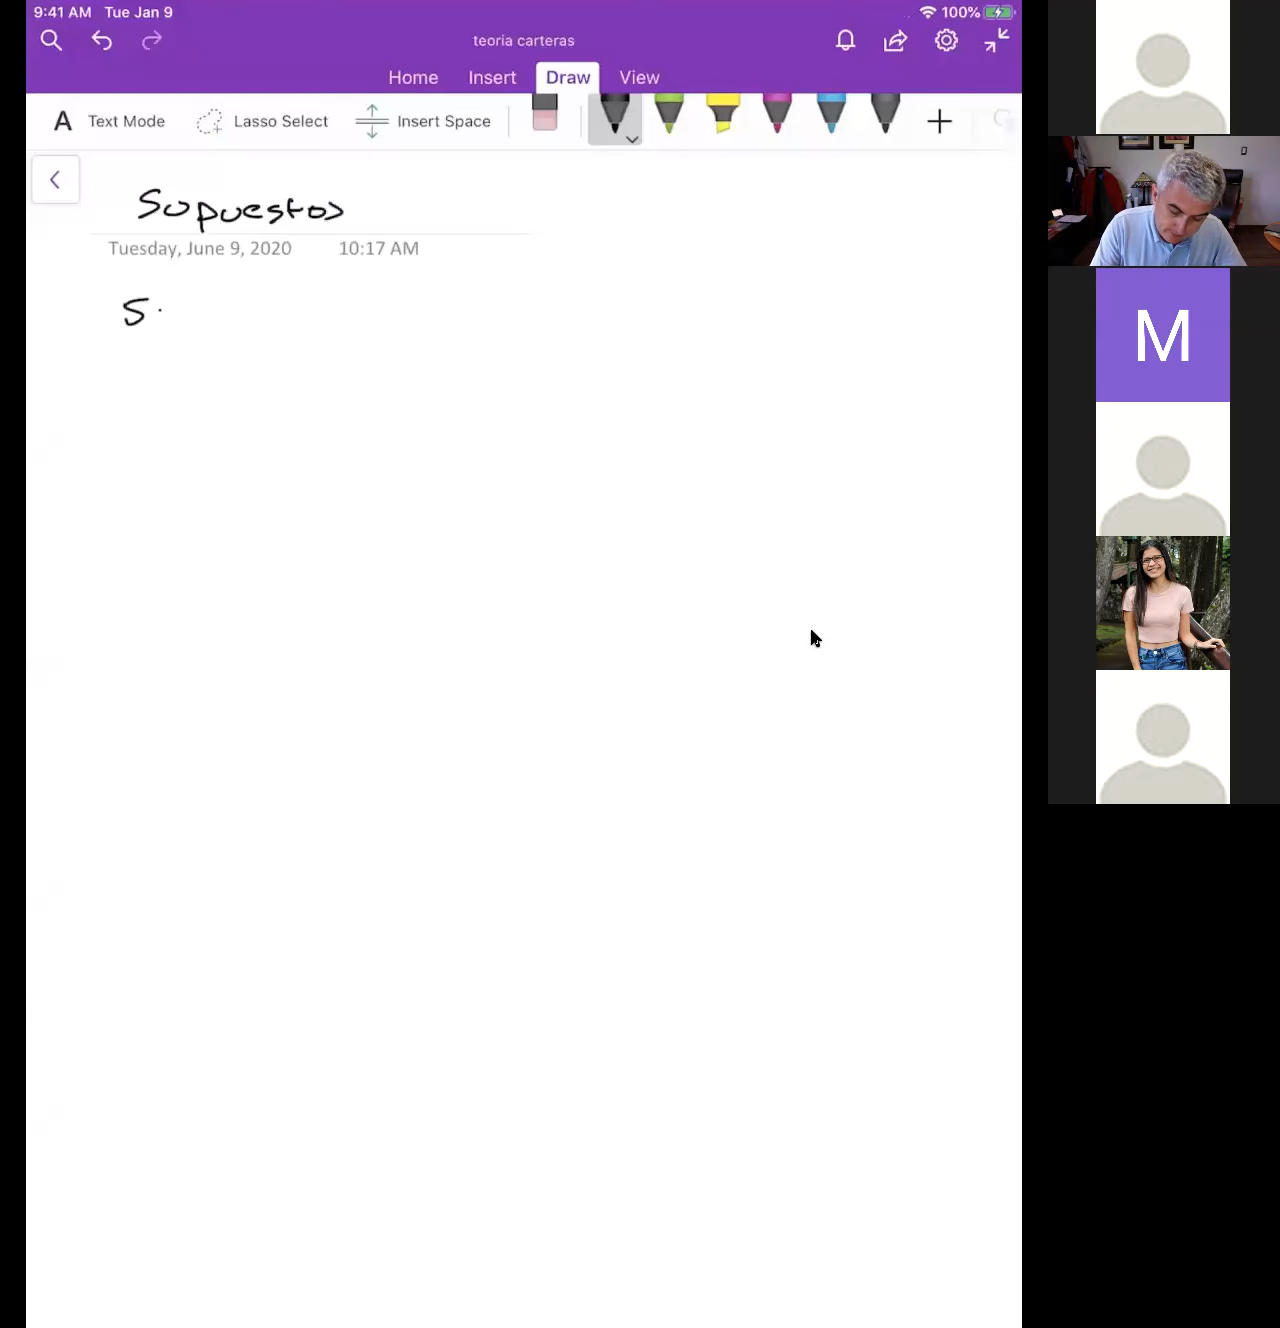 9:41 AM Tue Jan 9
100%
teoria carteras
Home Insert Draw View
A Text Mode Lasso Select Insert Space
Supuestos
Tuesday, June 9, 2020 10:17 AM
S.
M